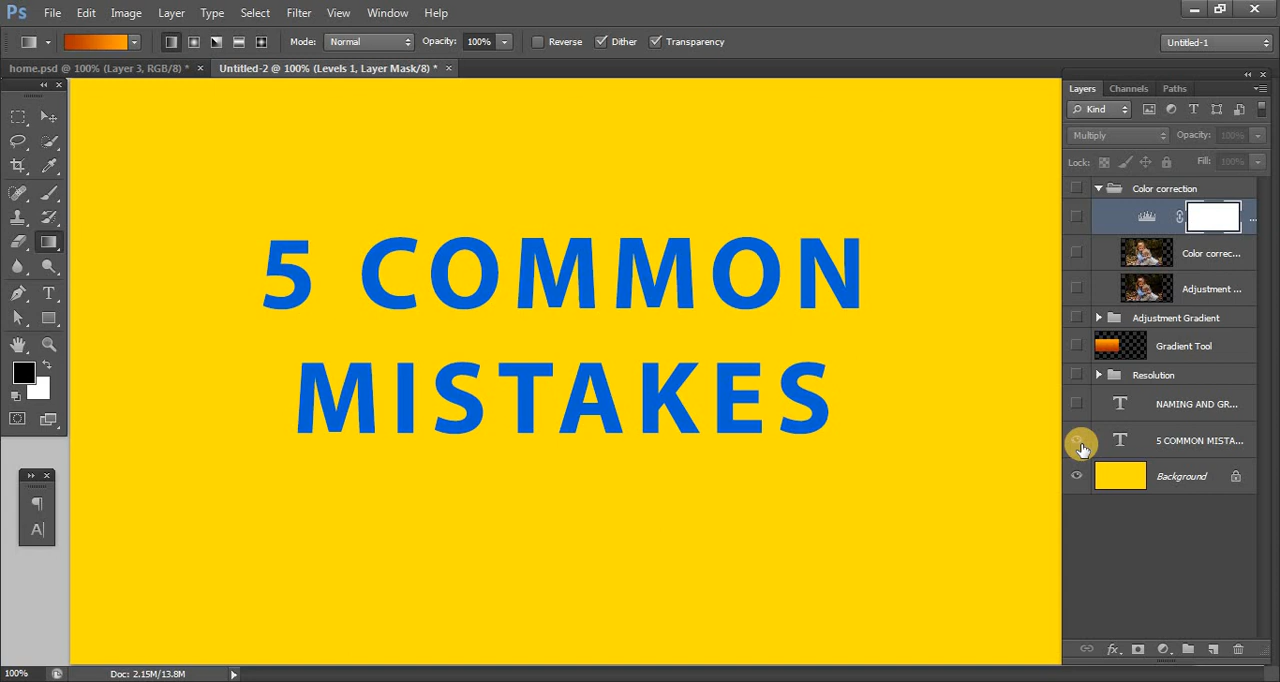 Ps File Edit Image Layer Type Select Filter View Window Help
Mode: Normal Opacity: 100% Reverse Dither Transparency Untitled-1
home.psd @ 100% (Layer 3, RGB/8) * × Untitled-2 @ 100% (Levels 1, Layer Mask/8) * ×
Layers Channels Paths
Kind
Multiply Opacity: 100%
Lock: Fill: 100%
Color correction
...
Color correc...
Adjustment ...
Adjustment Gradient
Gradient Tool
Resolution
NAMING AND GR...
5 COMMON MISTA...
Background
5 COMMON
MISTAKES
100% Doc: 2.15M/13.8M